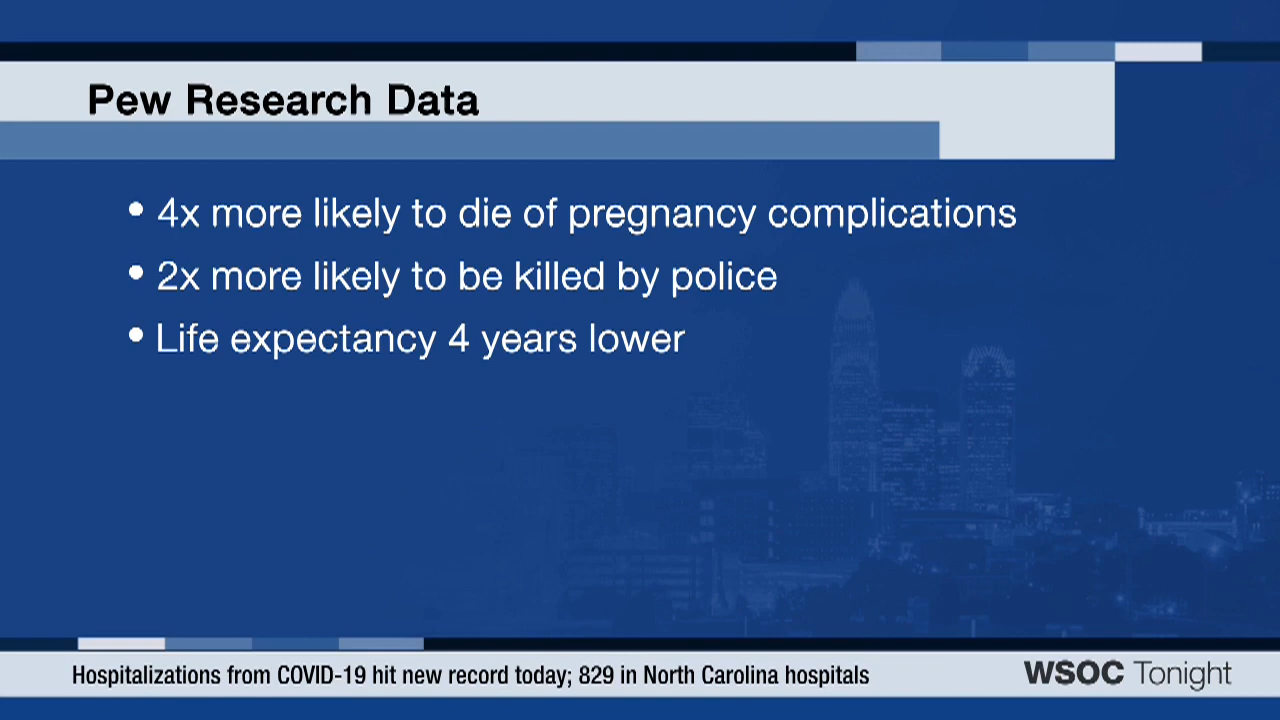 Pew Research Data
• 4x more likely to die of pregnancy complications
• 2x more likely to be killed by police
• Life expectancy 4 years lower
Hospitalizations from COVID-19 hit new record today; 829 in North Carolina hospitals
WSOC Tonight